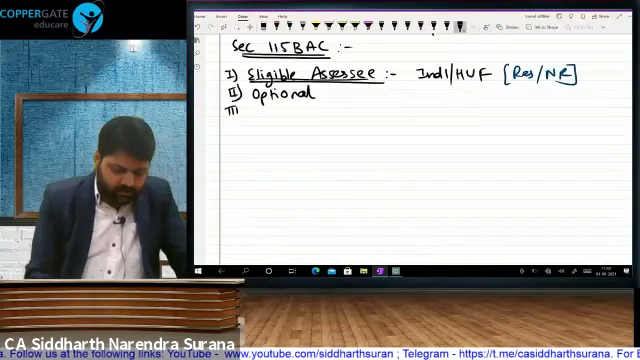 COPPERGATE
educare
Sec 115BAC :-
I) Eligible Assessee :- Indl/HUF [Res/NR]
II) Optional
III
CA Siddharth Narendra Surana
a. Follow us at the following links: YouTube - www.youtube.com/siddharthsuran ; Telegram - https://t.me/casiddharthsurana. For i